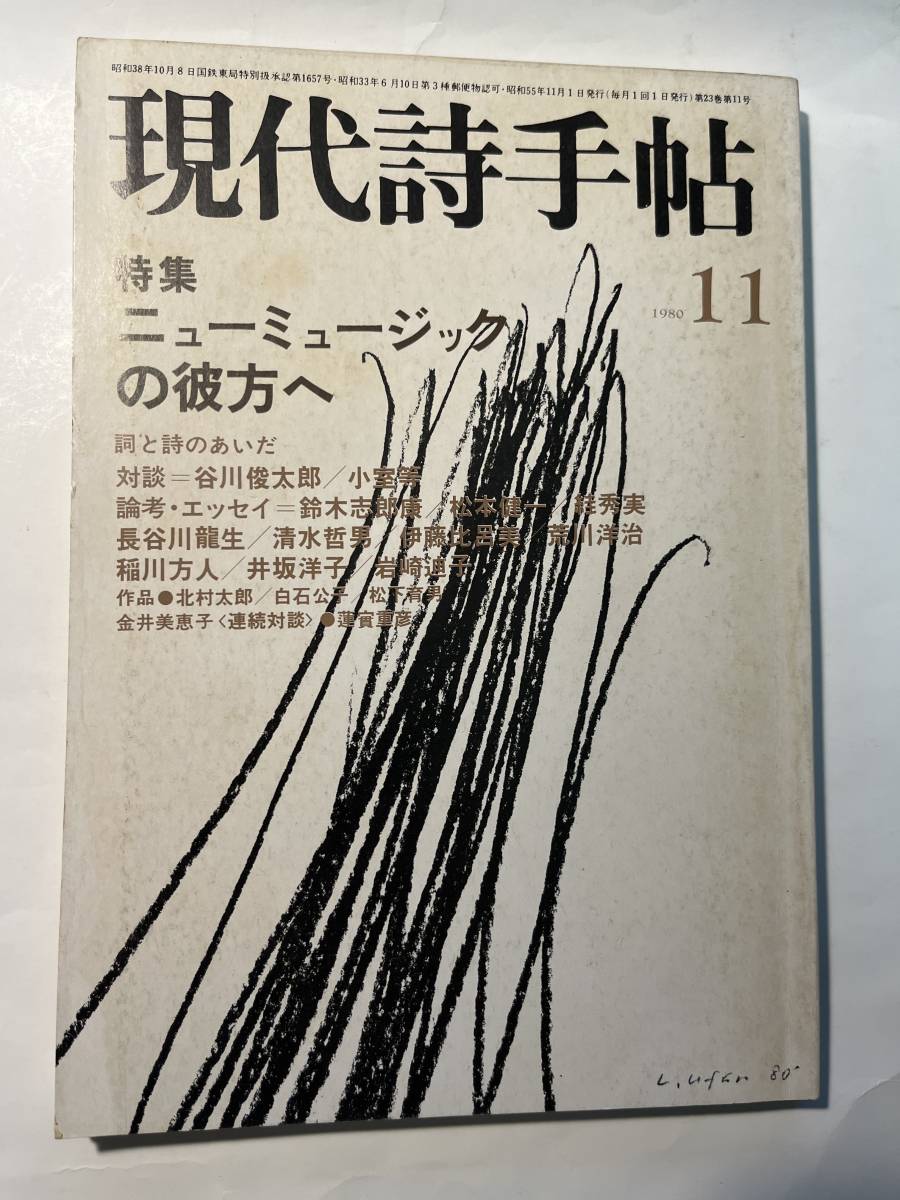 昭和38年10月8日国鉄東局特別扱承認第1657号・昭和33年6月10日第3種郵便物認可・昭和55年11月1日発行(毎月1回1日発行)第23巻第11号
現代詩手帖
特集
1980 11
ニューミュージック
の彼方へ
詞と詩のあいだ
対談=谷川俊太郎/小室等
論考・エッセイ=鈴木志郎康/松本健一/絓秀実
長谷川龍生/清水哲男/伊藤比呂美/荒川洋治
稲川方人/井坂洋子/岩崎迪子
作品●北村太郎/白石公子/松下育男
金井美恵子〈連続対談〉●蓮實重彦
L. Ufan 80